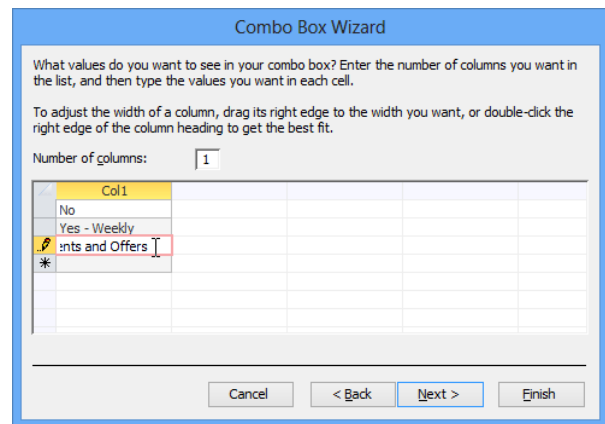 Combo Box Wizard
What values do you want to see in your combo box? Enter the number of columns you want in
the list, and then type the values you want in each cell.
To adjust the width of a column, drag its right edge to the width you want, or double-click the
right edge of the column heading to get the best fit.
Number of columns: 1
Col1
No
Yes - Weekly
ents and Offers
Cancel < Back Next > Finish